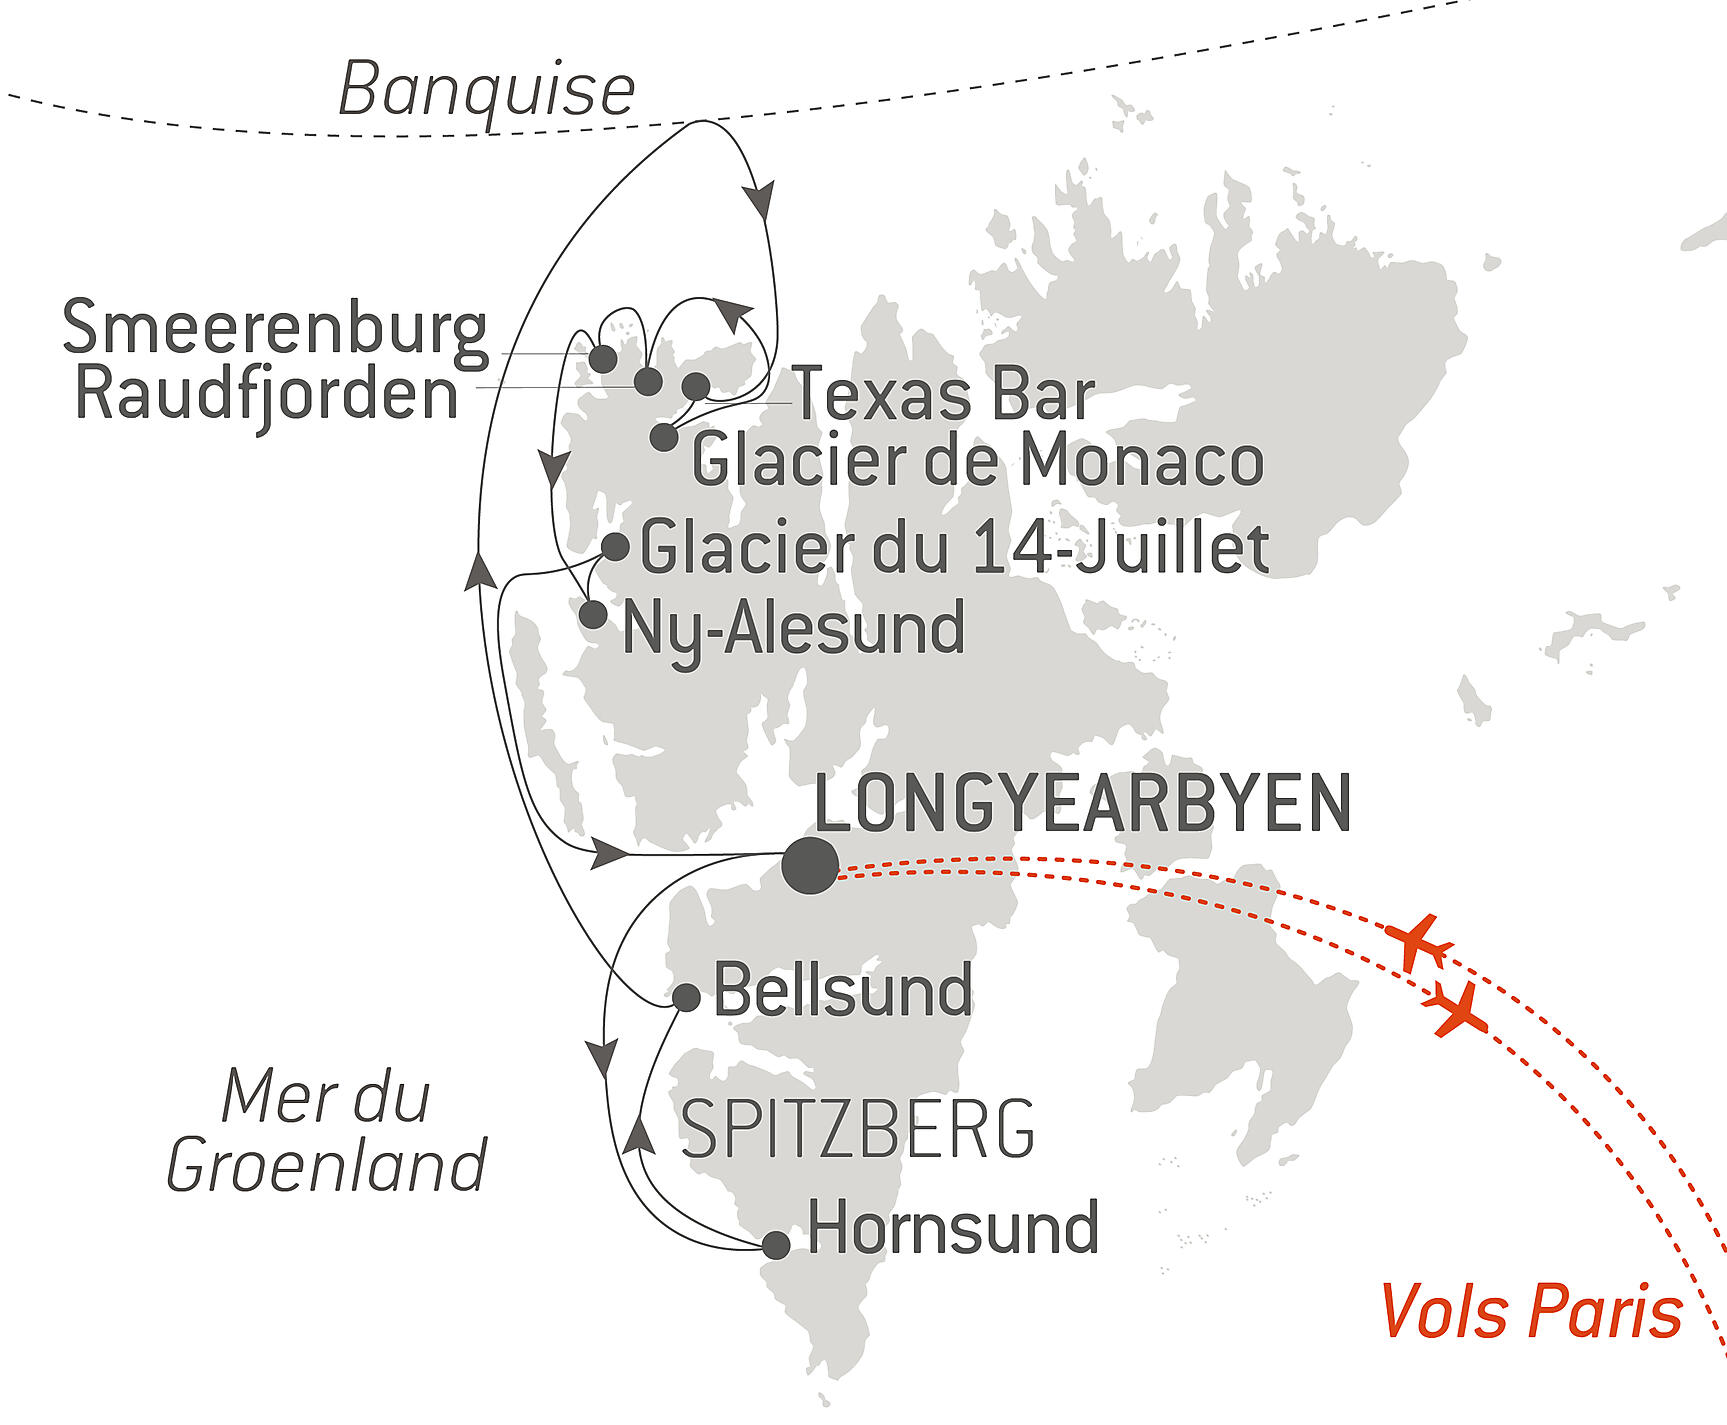 Banquise
Smeerenburg
Raudfjorden
Texas Bar
Glacier de Monaco
Glacier du 14-Juillet
Ny-Alesund
LONGYEARBYEN
Bellsund
Mer du
Groenland
SPITZBERG
Hornsund
Vols Paris